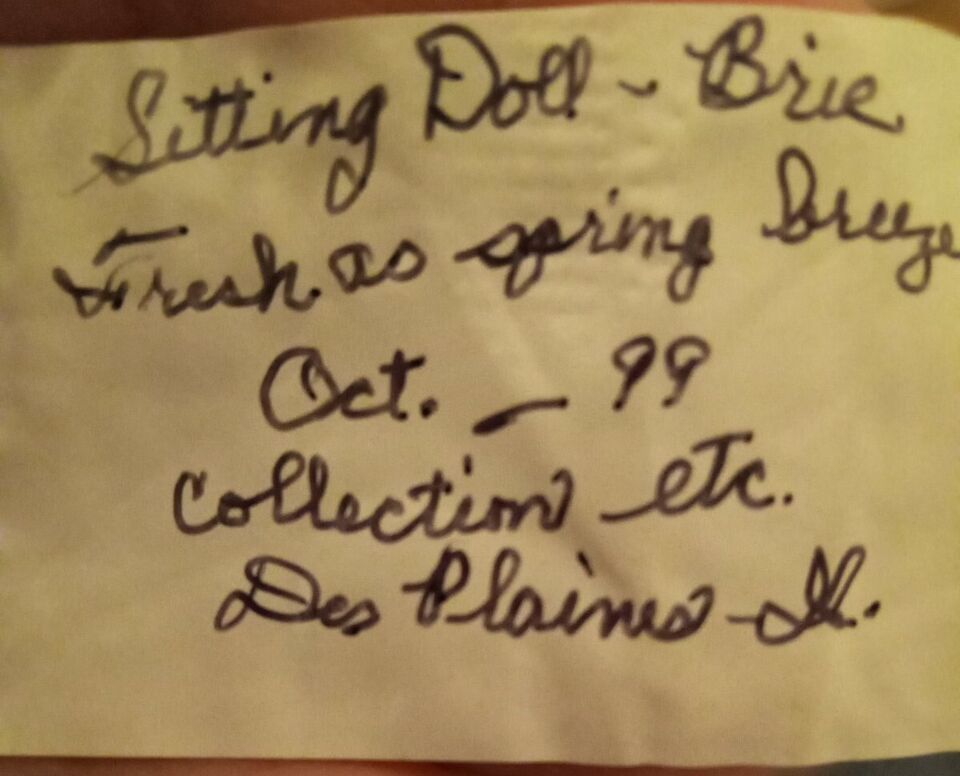 Sitting Doll - Brie
Fresh as spring breeze
Oct. - 99
Collection etc.
Des Plaines - Il.